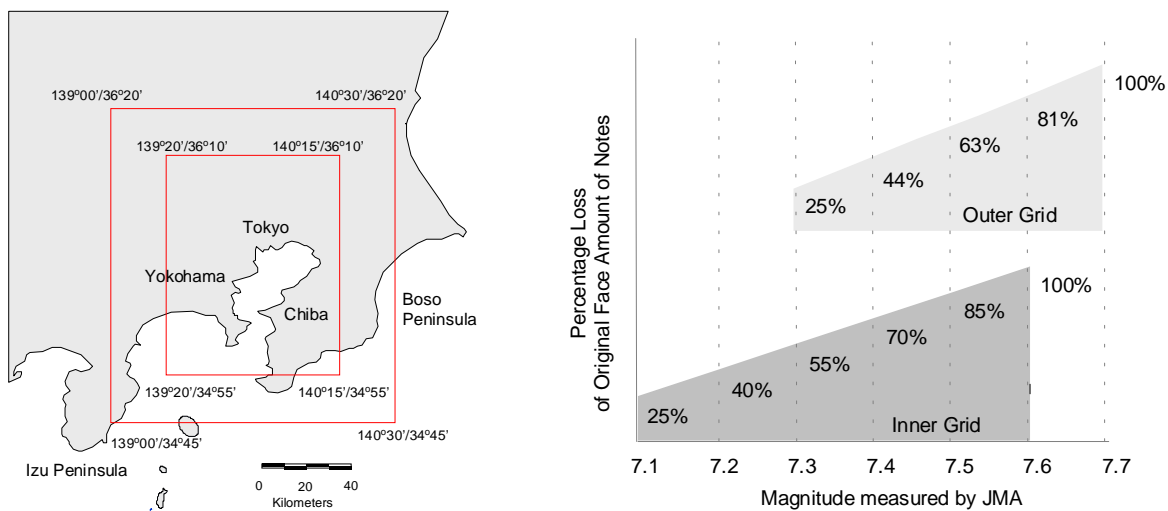 139º00’/36º20’
140º30’/36º20’
139º20’/36º10’
140º15’/36º10’
Tokyo
Yokohama
Chiba
Boso
Peninsula
139º20’/34º55’
140º15’/34º55’
139º00’/34º45’
140º30’/34º45’
Izu Peninsula
0 20 40
Kilometers
Percentage Loss
of Original Face Amount of Notes
100%
81%
63%
44%
25%
Outer Grid
100%
85%
70%
55%
40%
25%
Inner Grid
7.1 7.2 7.3 7.4 7.5 7.6 7.7
Magnitude measured by JMA